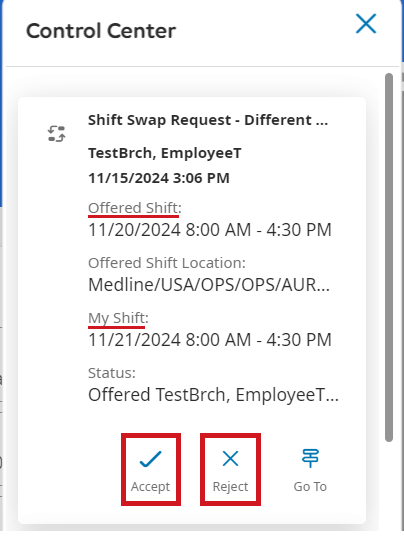 Control Center
Shift Swap Request - Different ...
TestBrch, EmployeeT
11/15/2024 3:06 PM
Offered Shift:
11/20/2024 8:00 AM - 4:30 PM
Offered Shift Location:
Medline/USA/OPS/OPS/AUR...
My Shift:
11/21/2024 8:00 AM - 4:30 PM
Status:
Offered TestBrch, EmployeeT...
Accept Reject Go To